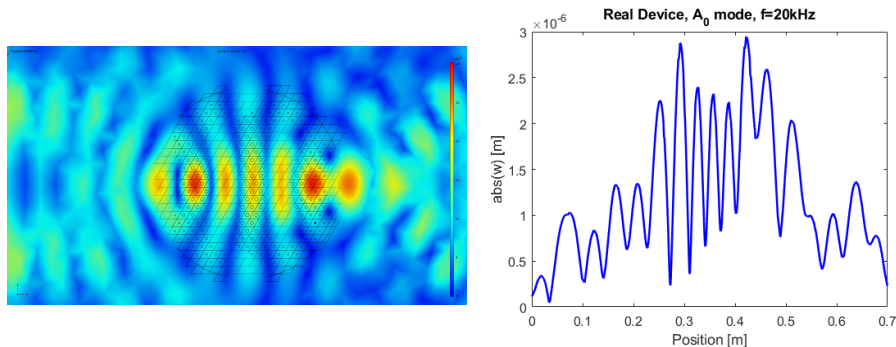 Real Device, A0 mode, f=20kHz
×10-6
3
2.5
2
1.5
1
0.5
0
abs(w) [m]
0 0.1 0.2 0.3 0.4 0.5 0.6 0.7
Position [m]